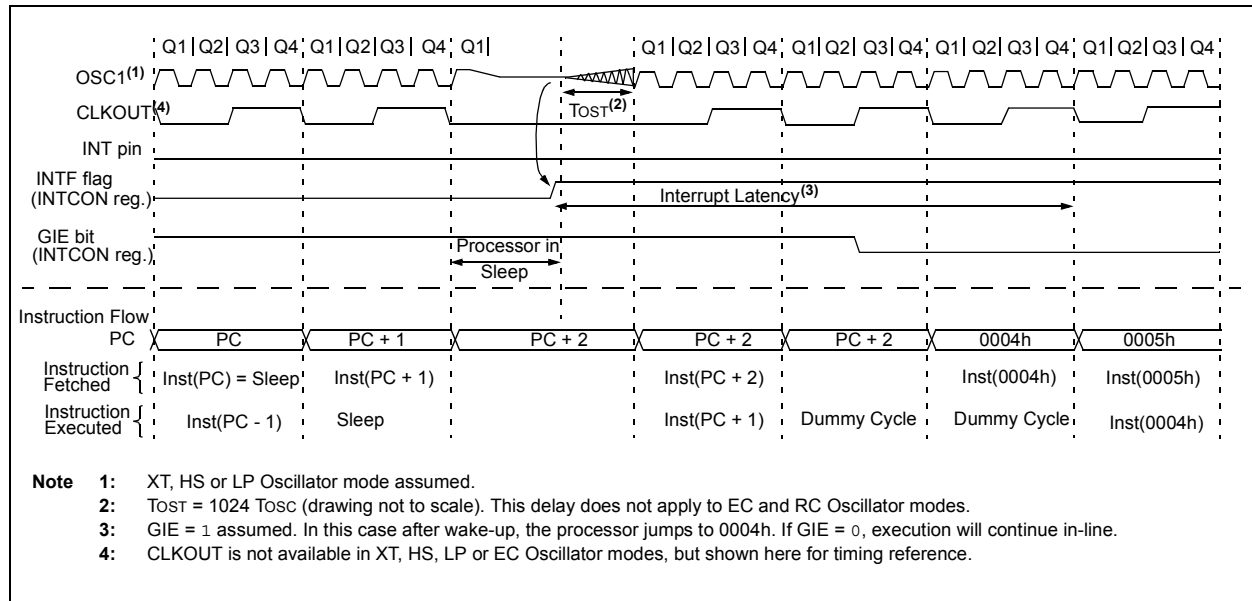 Q1 Q2 Q3 Q4 Q1 Q2 Q3 Q4 Q1 Q1 Q2 Q3 Q4 Q1 Q2 Q3 Q4 Q1 Q2 Q3 Q4 Q1 Q2 Q3 Q4
OSC1(1)
TOST(2)
CLKOUT(4)
INT pin
INTF flag
(INTCON reg.)
Interrupt Latency(3)
GIE bit
(INTCON reg.)
Processor in
Sleep
Instruction Flow
PC PC PC + 1 PC + 2 PC + 2 PC + 2 0004h 0005h
Instruction
Fetched
Inst(PC) = Sleep Inst(PC + 1) Inst(PC + 2) Inst(0004h) Inst(0005h)
Instruction
Executed
Inst(PC - 1) Sleep Inst(PC + 1) Dummy Cycle Dummy Cycle Inst(0004h)
Note 1: XT, HS or LP Oscillator mode assumed.
2: TOST = 1024 TOSC (drawing not to scale). This delay does not apply to EC and RC Oscillator modes.
3: GIE = 1 assumed. In this case after wake-up, the processor jumps to 0004h. If GIE = 0, execution will continue in-line.
4: CLKOUT is not available in XT, HS, LP or EC Oscillator modes, but shown here for timing reference.